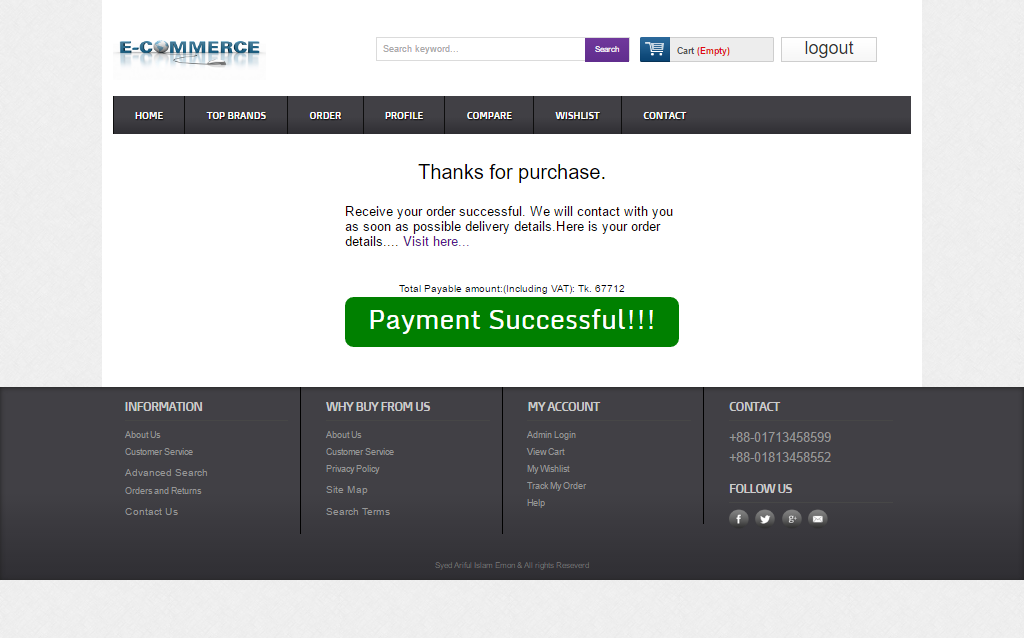 E-COMMERCE
Search keyword...
Search
Cart (Empty)
logout
HOME TOP BRANDS ORDER PROFILE COMPARE WISHLIST CONTACT
Thanks for purchase.
Receive your order successful. We will contact with you
as soon as possible delivery details.Here is your order
details.... Visit here...
Total Payable amount:(Including VAT): Tk. 67712
Payment Successful!!!
INFORMATION
About Us
Customer Service
Advanced Search
Orders and Returns
Contact Us
WHY BUY FROM US
About Us
Customer Service
Privacy Policy
Site Map
Search Terms
MY ACCOUNT
Admin Login
View Cart
My Wishlist
Track My Order
Help
CONTACT
+88-01713458599
+88-01813458552
FOLLOW US
Syed Ariful Islam Emon & All rights Reseverd